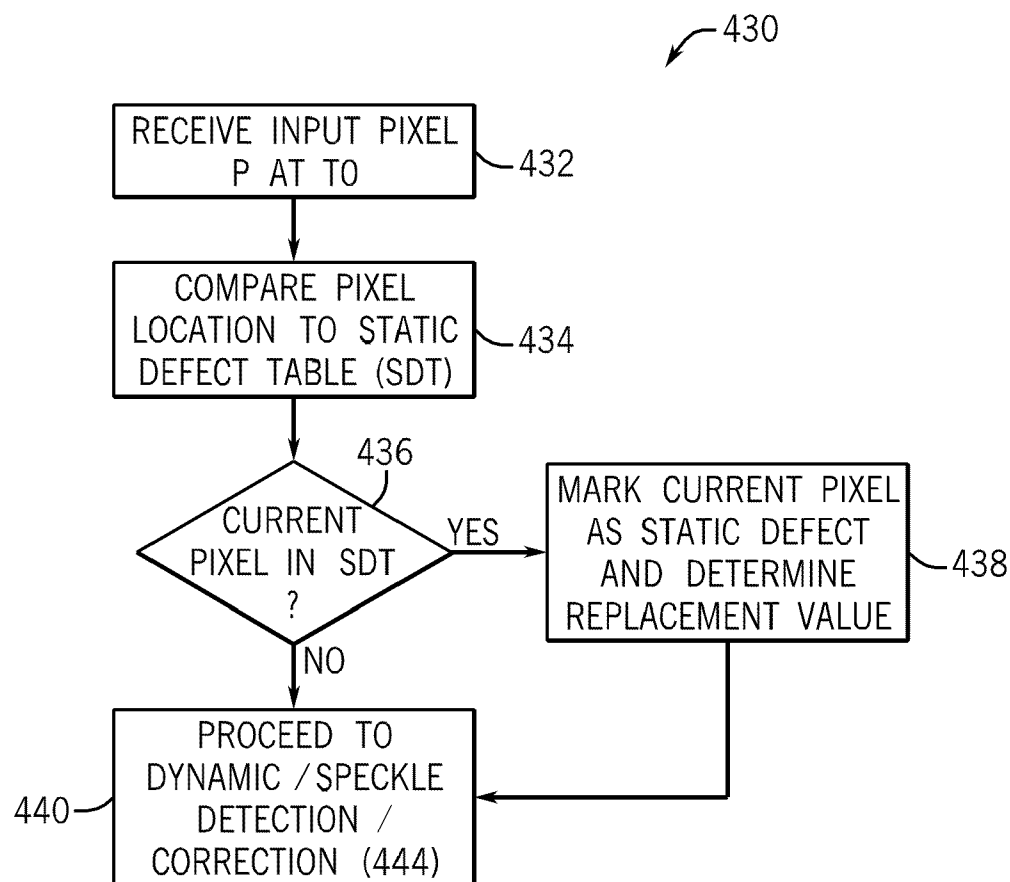 430
RECEIVE INPUT PIXEL
P AT TO
432
COMPARE PIXEL
LOCATION TO STATIC
DEFECT TABLE (SDT)
434
436
CURRENT
PIXEL IN SDT
?
YES
NO
MARK CURRENT PIXEL
AS STATIC DEFECT
AND DETERMINE
REPLACEMENT VALUE
438
PROCEED TO
DYNAMIC / SPECKLE
DETECTION /
CORRECTION (444)
440